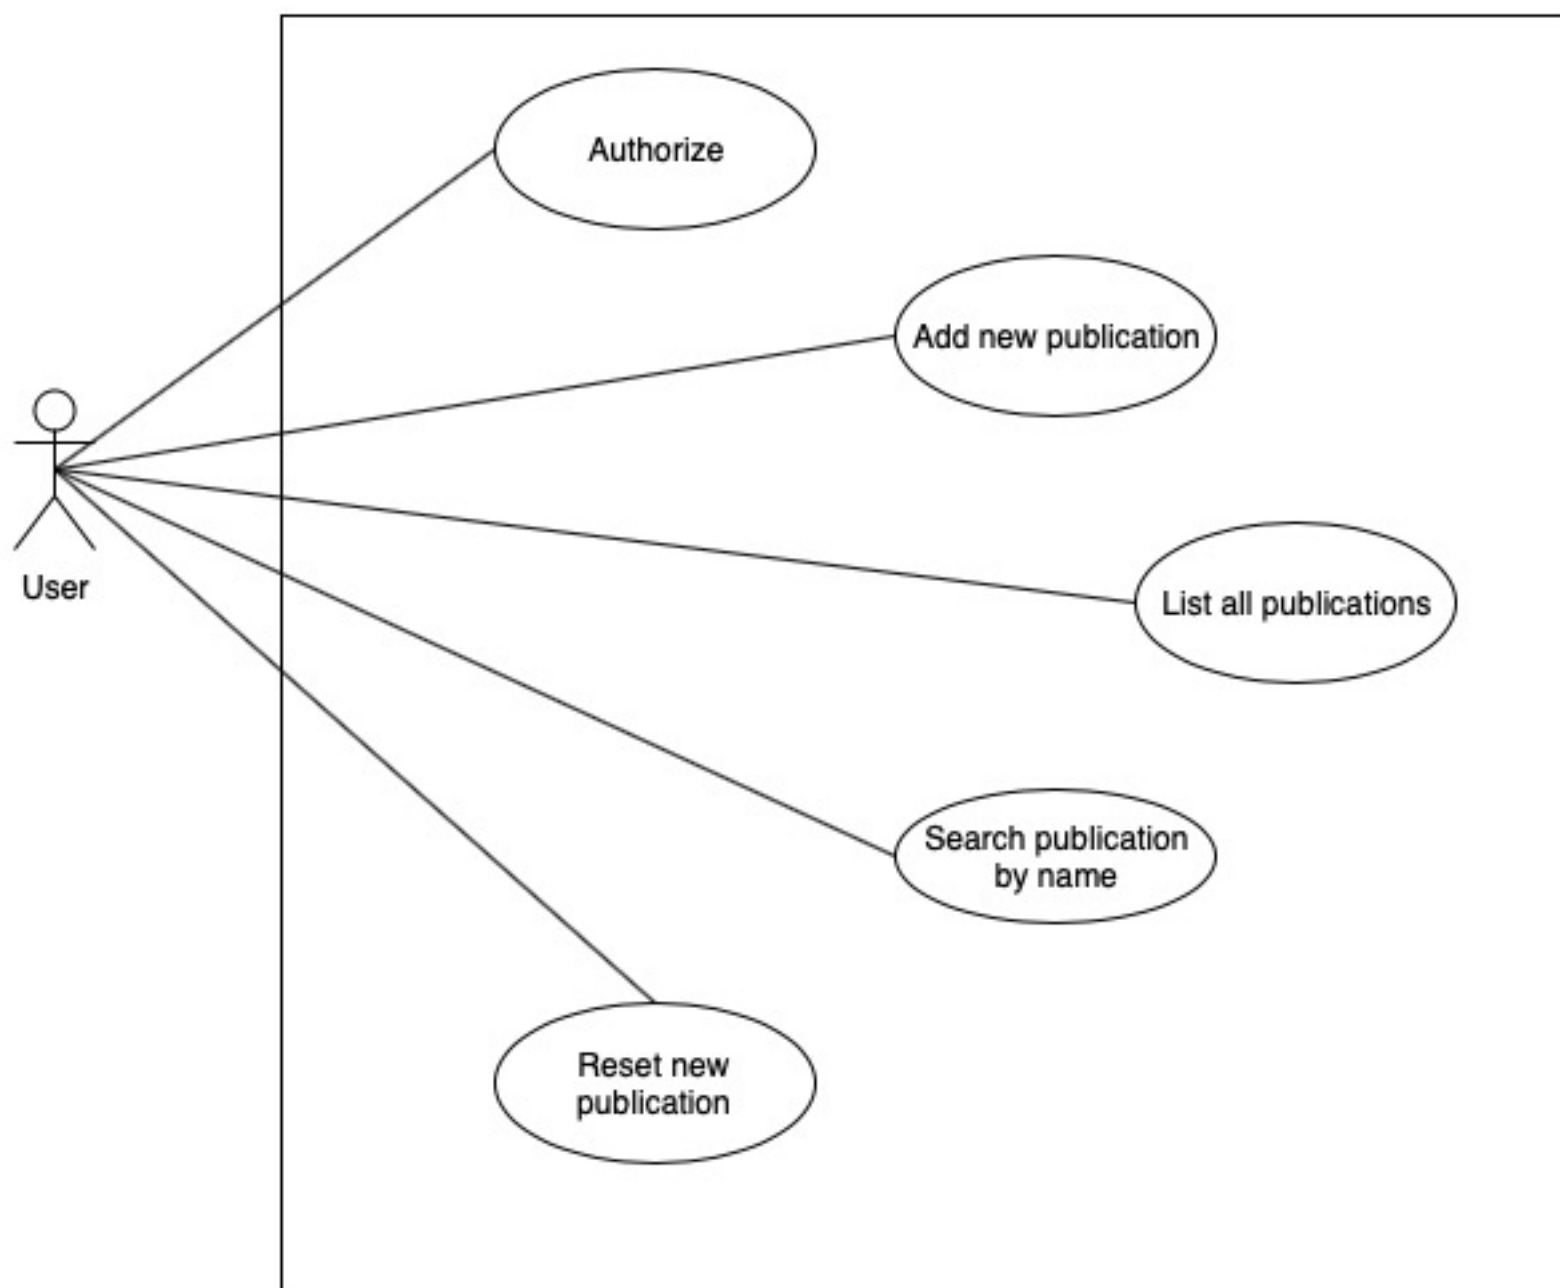 Authorize
Add new publication
User
List all publications
Search publication
by name
Reset new
publication